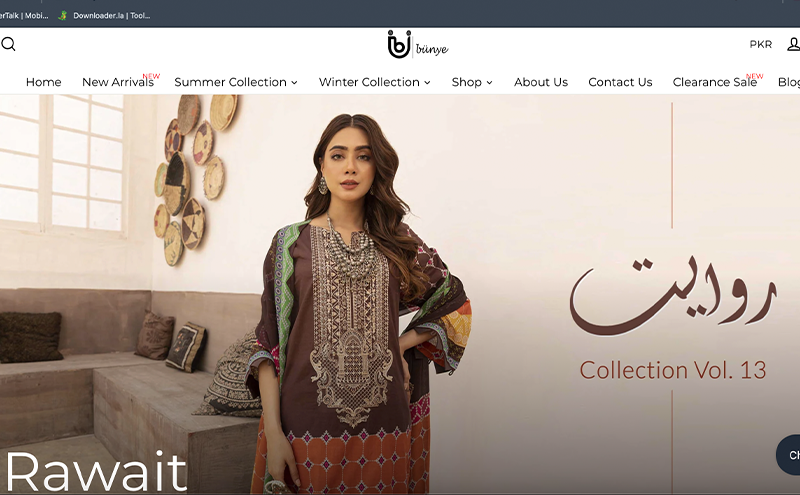 erTalk | Mobi...
Downloader.la | Tool...
bünye
PKR
Home
New Arrivals
NEW
Summer Collection
Winter Collection
Shop
About Us
Contact Us
Clearance Sale
NEW
Blog
روایت
Collection Vol. 13
Rawait
Ch